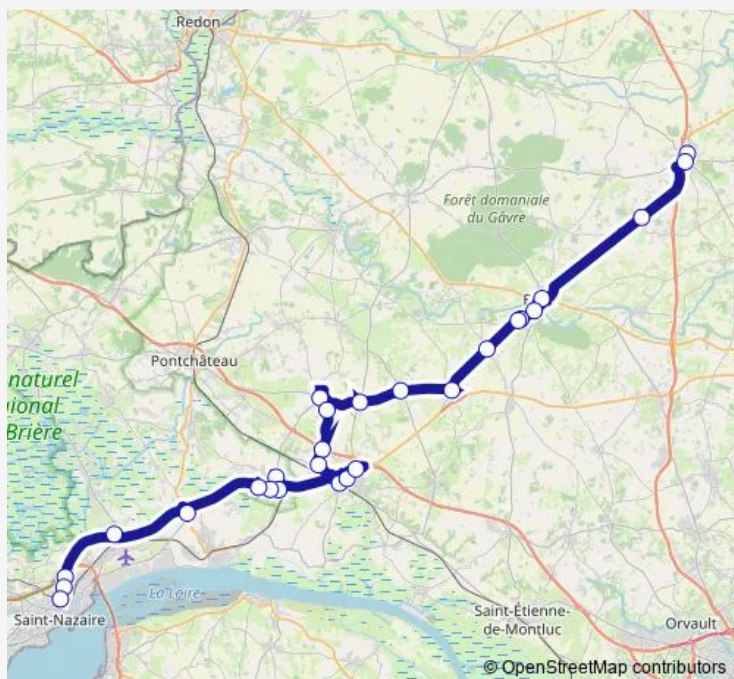 Redon
Forêt domaniale
du Gâvre
Pontchâteau
naturel
ional
Brière
La Loire
Saint-Nazaire
Saint-Étienne-
de-Montluc
Orvault
© OpenStreetMap contributors